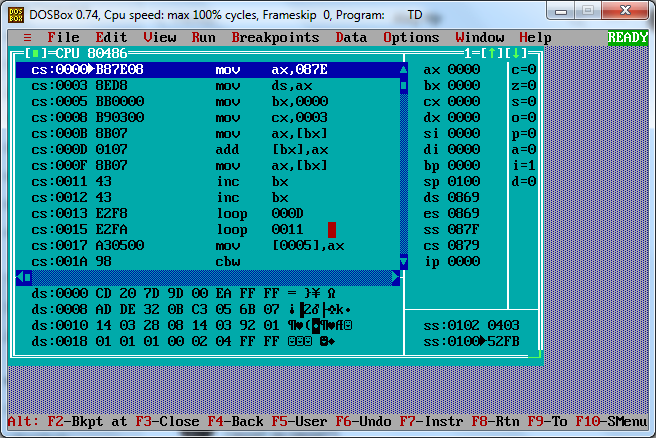 DOSBox 0.74, Cpu speed: max 100% cycles, Frameskip 0, Program: TD
≡ File Edit View Run Breakpoints Data Options Window Help READY
[■]=CPU 80486 1=[↑][↓]
cs:0000►B87E08 mov ax,087E ax 0000 c=0
cs:0003 8ED8 mov ds,ax bx 0000 z=0
cs:0005 BB0000 mov bx,0000 cx 0000 s=0
cs:0008 B90300 mov cx,0003 dx 0000 o=0
cs:000B 8B07 mov ax,[bx] si 0000 p=0
cs:000D 0107 add [bx],ax di 0000 a=0
cs:000F 8B07 mov ax,[bx] bp 0000 i=1
cs:0011 43 inc bx sp 0100 d=0
cs:0012 43 inc bx ds 0869
cs:0013 E2F8 loop 000D es 0869
cs:0015 E2FA loop 0011 ss 087F
cs:0017 A30500 mov [0005],ax cs 0879
cs:001A 98 cbw ip 0000
ds:0000 CD 20 7D 9D 00 EA FF FF = }¥ Ω
ds:0008 AD DE 32 0B C3 05 6B 07 ¡▐2♂├♣k•
ds:0010 14 03 28 08 14 03 92 01 ¶♥(◘¶♥Æ☺ ss:0102 0403
ds:0018 01 01 01 00 02 04 FF FF ☺☺☺ ☻♦ ss:0100►52FB
Alt: F2-Bkpt at F3-Close F4-Back F5-User F6-Undo F7-Instr F8-Rtn F9-To F10-SMenu